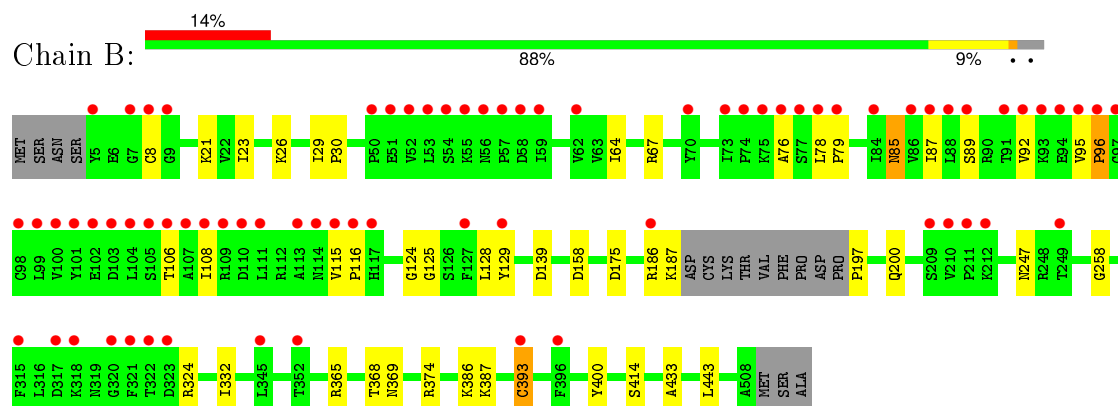 14%
Chain B:
88% 9% • •
MET SER ASN SER Y5 E6 G7 C8 G9 K21 V22 I23 K26 I29 P30 P50 E51 V52 L53 S54 K55 N56 P57 D58 I59 V62 V63 I64 R67 Y70 I73 P74 K75 A76 S77 L78 P79 I84 N85 V86 I87 L88 S89 R90 T91 V92 K93 E94 V95 P96
C98 L99 V100 Y101 E102 D103 L104 S105 T106 A107 I108 R109 D110 L111 R112 A113 N114 V115 P116 H117 G124 G125 S126 F127 L128 Y129 D139 D158 D175 R186 K187 ASP CYS LYS THR VAL PHE PRO ASP PRO P197 Q200 S209 V210 P211 K212 N247 R248 T249 G258
F315 L316 D317 K318 N319 G320 F321 T322 D323 R324 I332 L345 T352 R365 T368 N369 R374 K386 K387 C393 F396 Y400 S414 A433 L443 A508 MET SER ALA